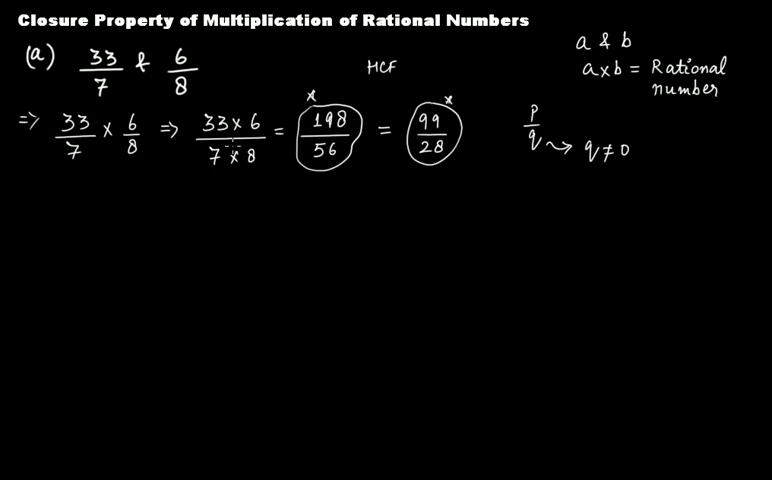 Closure Property of Multiplication of Rational Numbers
(a) 33/7 & 6/8
HCF
a & b
a×b = Rational number
=> 33/7 × 6/8 => 33×6/7×8 = 198/56 = 99/28
p/q ⤳ q ≠ 0